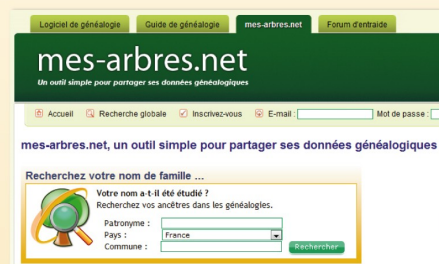 Logiciel de généalogie Guide de généalogie mes-arbres.net Forum d'entraide
mes-arbres.net
Un outil simple pour partager ses données généalogiques
Accueil Recherche globale Inscrivez-vous E-mail : Mot de passe :
mes-arbres.net, un outil simple pour partager ses données généalogiques
Recherchez votre nom de famille ...
Votre nom a-t-il été étudié ?
Recherchez vos ancêtres dans les généalogies.
Patronyme :
Pays : France
Commune : Rechercher